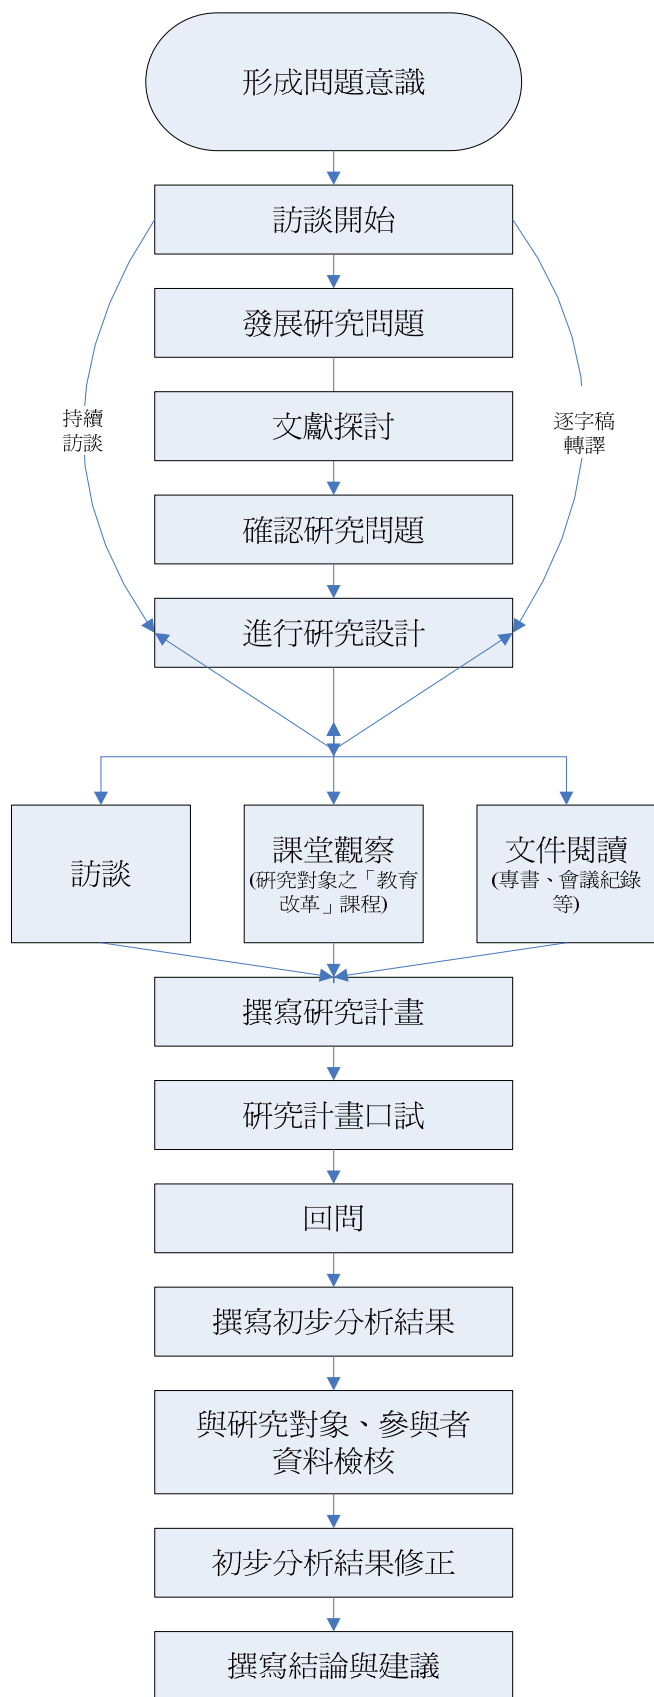 形成問題意識
訪談開始
發展研究問題
文獻探討
持續
訪談
逐字稿
轉譯
確認研究問題
進行研究設計
訪談
課堂觀察
(研究對象之「教育
改革」課程)
文件閱讀
(專書、會議紀錄
等)
撰寫研究計畫
研究計畫口試
回問
撰寫初步分析結果
與研究對象、參與者
資料檢核
初步分析結果修正
撰寫結論與建議